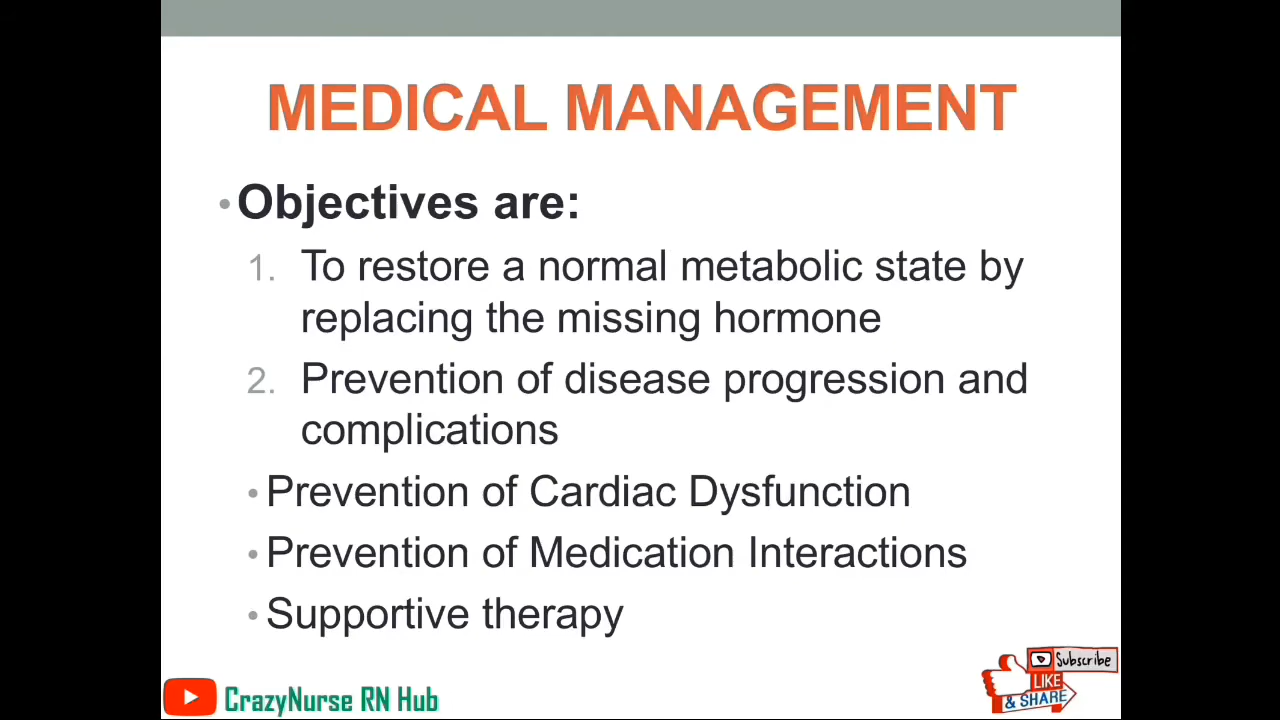 MEDICAL MANAGEMENT
• Objectives are:
1. To restore a normal metabolic state by
replacing the missing hormone
2. Prevention of disease progression and
complications
• Prevention of Cardiac Dysfunction
• Prevention of Medication Interactions
• Supportive therapy
Subscribe
LIKE
& SHARE
CrazyNurse RN Hub